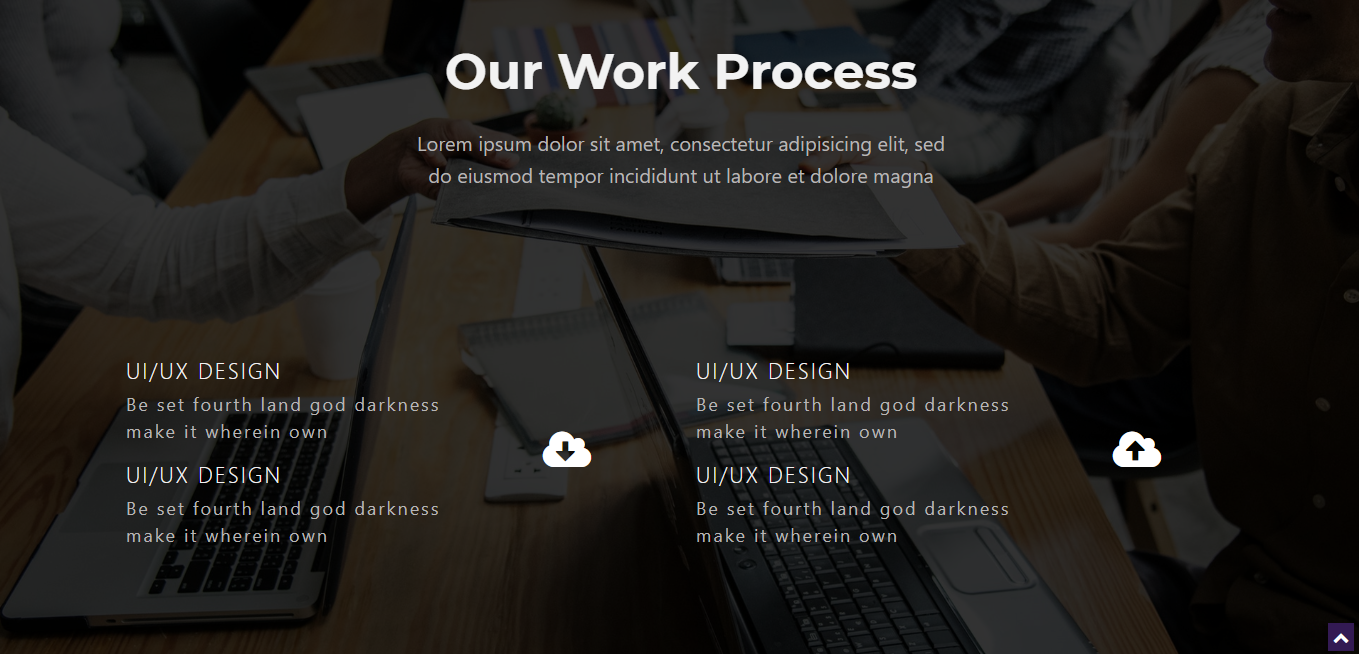 Our Work Process
Lorem ipsum dolor sit amet, consectetur adipisicing elit, sed
do eiusmod tempor incididunt ut labore et dolore magna
UI/UX DESIGN
Be set fourth land god darkness
make it wherein own
UI/UX DESIGN
Be set fourth land god darkness
make it wherein own
UI/UX DESIGN
Be set fourth land god darkness
make it wherein own
UI/UX DESIGN
Be set fourth land god darkness
make it wherein own